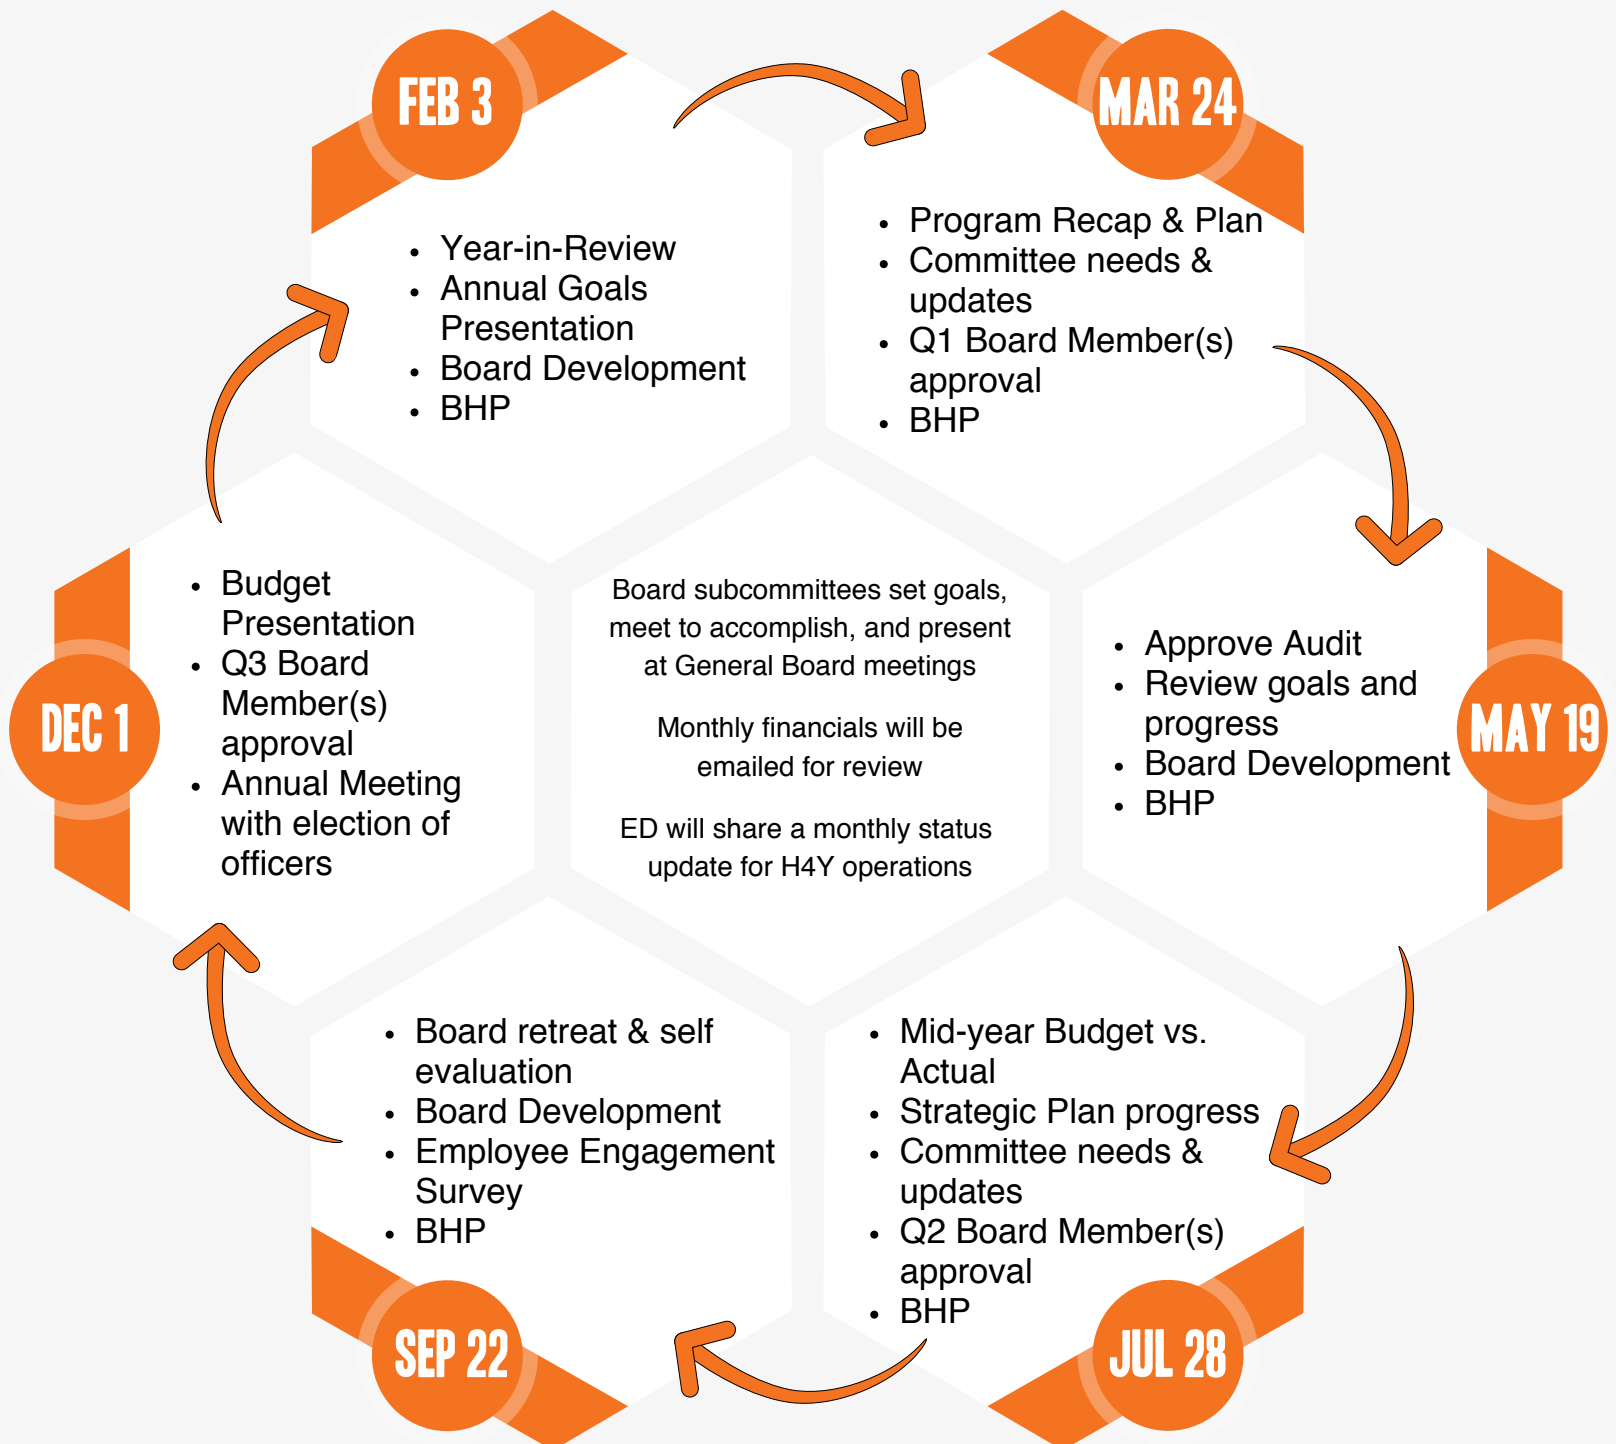 FEB 3
• Year-in-Review
• Annual Goals
Presentation
• Board Development
• BHP
MAR 24
• Program Recap & Plan
• Committee needs &
updates
• Q1 Board Member(s)
approval
• BHP
MAY 19
• Approve Audit
• Review goals and
progress
• Board Development
• BHP
JUL 28
• Mid-year Budget vs.
Actual
• Strategic Plan progress
• Committee needs &
updates
• Q2 Board Member(s)
approval
• BHP
SEP 22
• Board retreat & self
evaluation
• Board Development
• Employee Engagement
Survey
• BHP
DEC 1
• Budget
Presentation
• Q3 Board
Member(s)
approval
• Annual Meeting
with election of
officers
Board subcommittees set goals,
meet to accomplish, and present
at General Board meetings
Monthly financials will be
emailed for review
ED will share a monthly status
update for H4Y operations